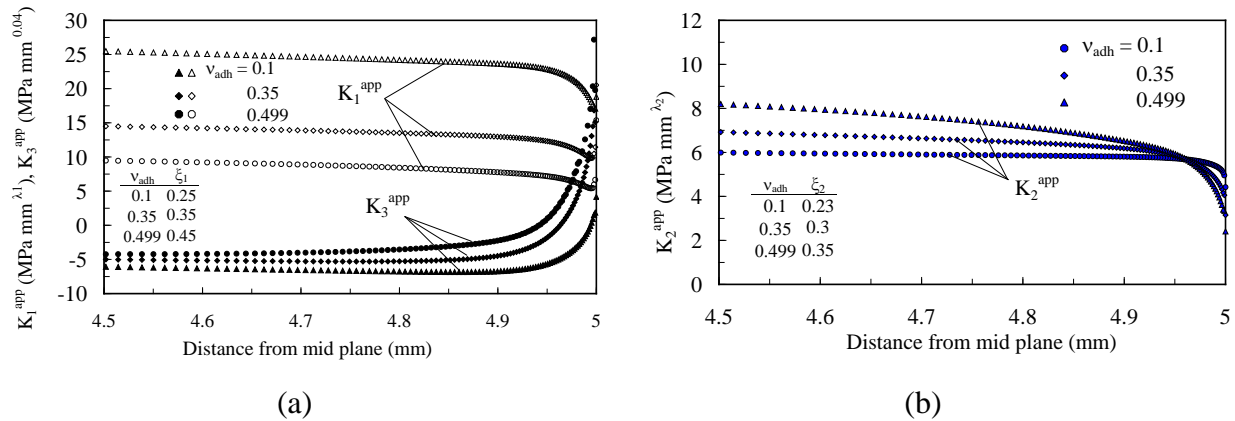 K₁ᵃᵖᵖ (MPa mm ^λ1), K₃ᵃᵖᵖ (MPa mm ^0.04)
30
25
20
15
10
5
0
-5
-10
ν_adh = 0.1
0.35
0.499
K₁ᵃᵖᵖ
ν_adh ξ₁
0.1 0.25
0.35 0.35
0.499 0.45
K₃ᵃᵖᵖ
4.5 4.6 4.7 4.8 4.9 5
Distance from mid plane (mm)
(a)
K₂ᵃᵖᵖ (MPa mm ^λ₂)
12
10
8
6
4
2
0
ν_adh = 0.1
0.35
0.499
ν_adh ξ₂
0.1 0.23
0.35 0.3
0.499 0.35
K₂ᵃᵖᵖ
4.5 4.6 4.7 4.8 4.9 5
Distance from mid plane (mm)
(b)